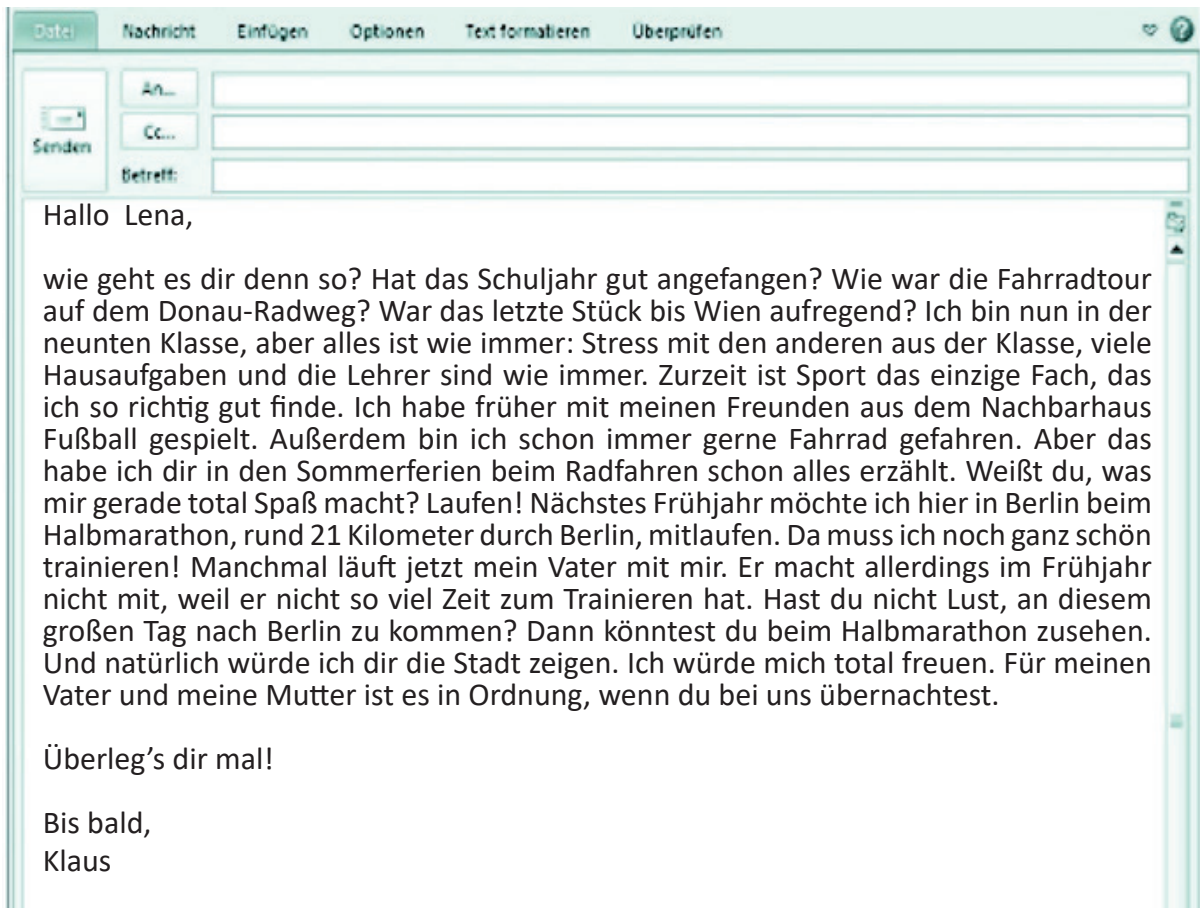 Datei Nachricht Einfügen Optionen Text formatieren Überprüfen
An...
Senden
Cc...
Betreff:
Hallo Lena,
wie geht es dir denn so? Hat das Schuljahr gut angefangen? Wie war die Fahrradtour
auf dem Donau-Radweg? War das letzte Stück bis Wien aufregend? Ich bin nun in der
neunten Klasse, aber alles ist wie immer: Stress mit den anderen aus der Klasse, viele
Hausaufgaben und die Lehrer sind wie immer. Zurzeit ist Sport das einzige Fach, das
ich so richtig gut finde. Ich habe früher mit meinen Freunden aus dem Nachbarhaus
Fußball gespielt. Außerdem bin ich schon immer gerne Fahrrad gefahren. Aber das
habe ich dir in den Sommerferien beim Radfahren schon alles erzählt. Weißt du, was
mir gerade total Spaß macht? Laufen! Nächstes Frühjahr möchte ich hier in Berlin beim
Halbmarathon, rund 21 Kilometer durch Berlin, mitlaufen. Da muss ich noch ganz schön
trainieren! Manchmal läuft jetzt mein Vater mit mir. Er macht allerdings im Frühjahr
nicht mit, weil er nicht so viel Zeit zum Trainieren hat. Hast du nicht Lust, an diesem
großen Tag nach Berlin zu kommen? Dann könntest du beim Halbmarathon zusehen.
Und natürlich würde ich dir die Stadt zeigen. Ich würde mich total freuen. Für meinen
Vater und meine Mutter ist es in Ordnung, wenn du bei uns übernachtest.
Überleg’s dir mal!
Bis bald,
Klaus